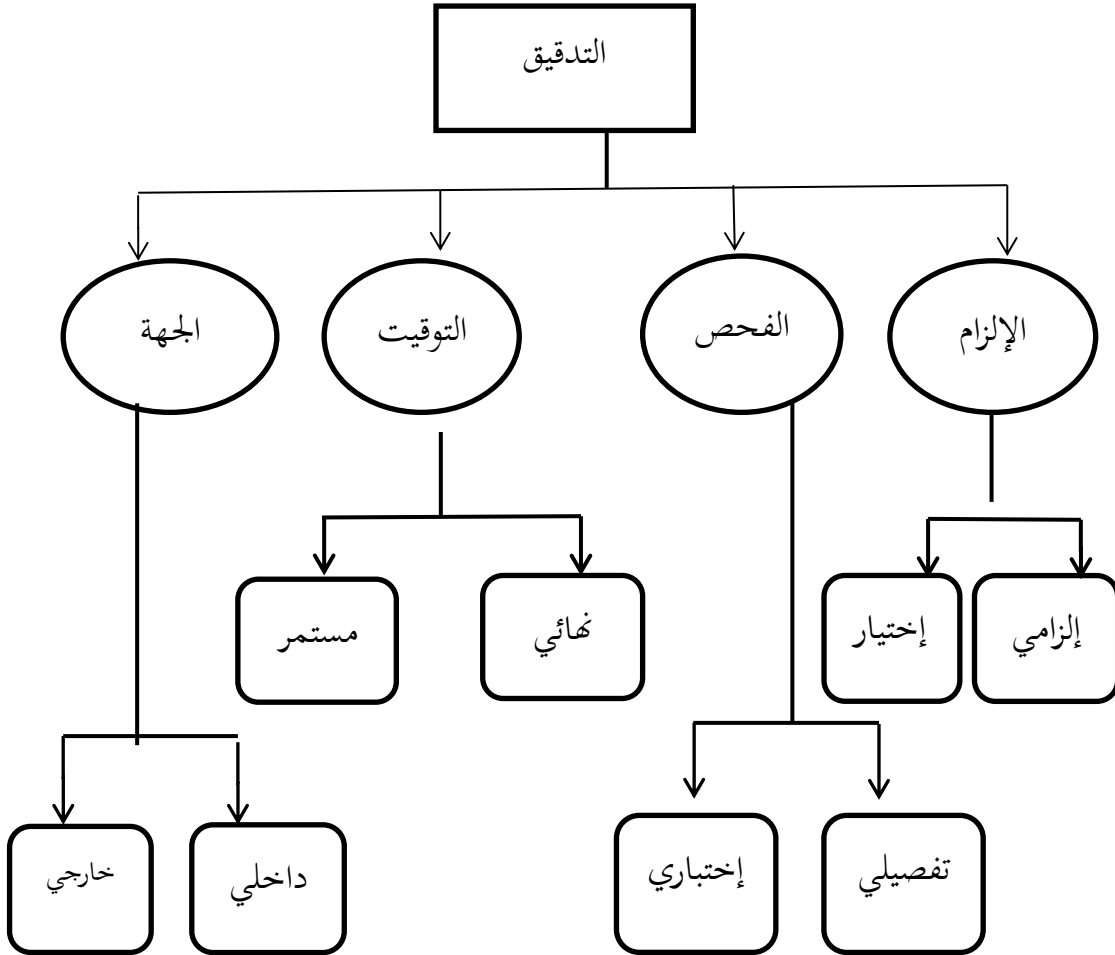 التدقيق
الإلزام
الفحص
التوقيت
الجهة
إلزامي
إختيار
نهائي
مستمر
تفصيلي
إختباري
داخلي
خارجي